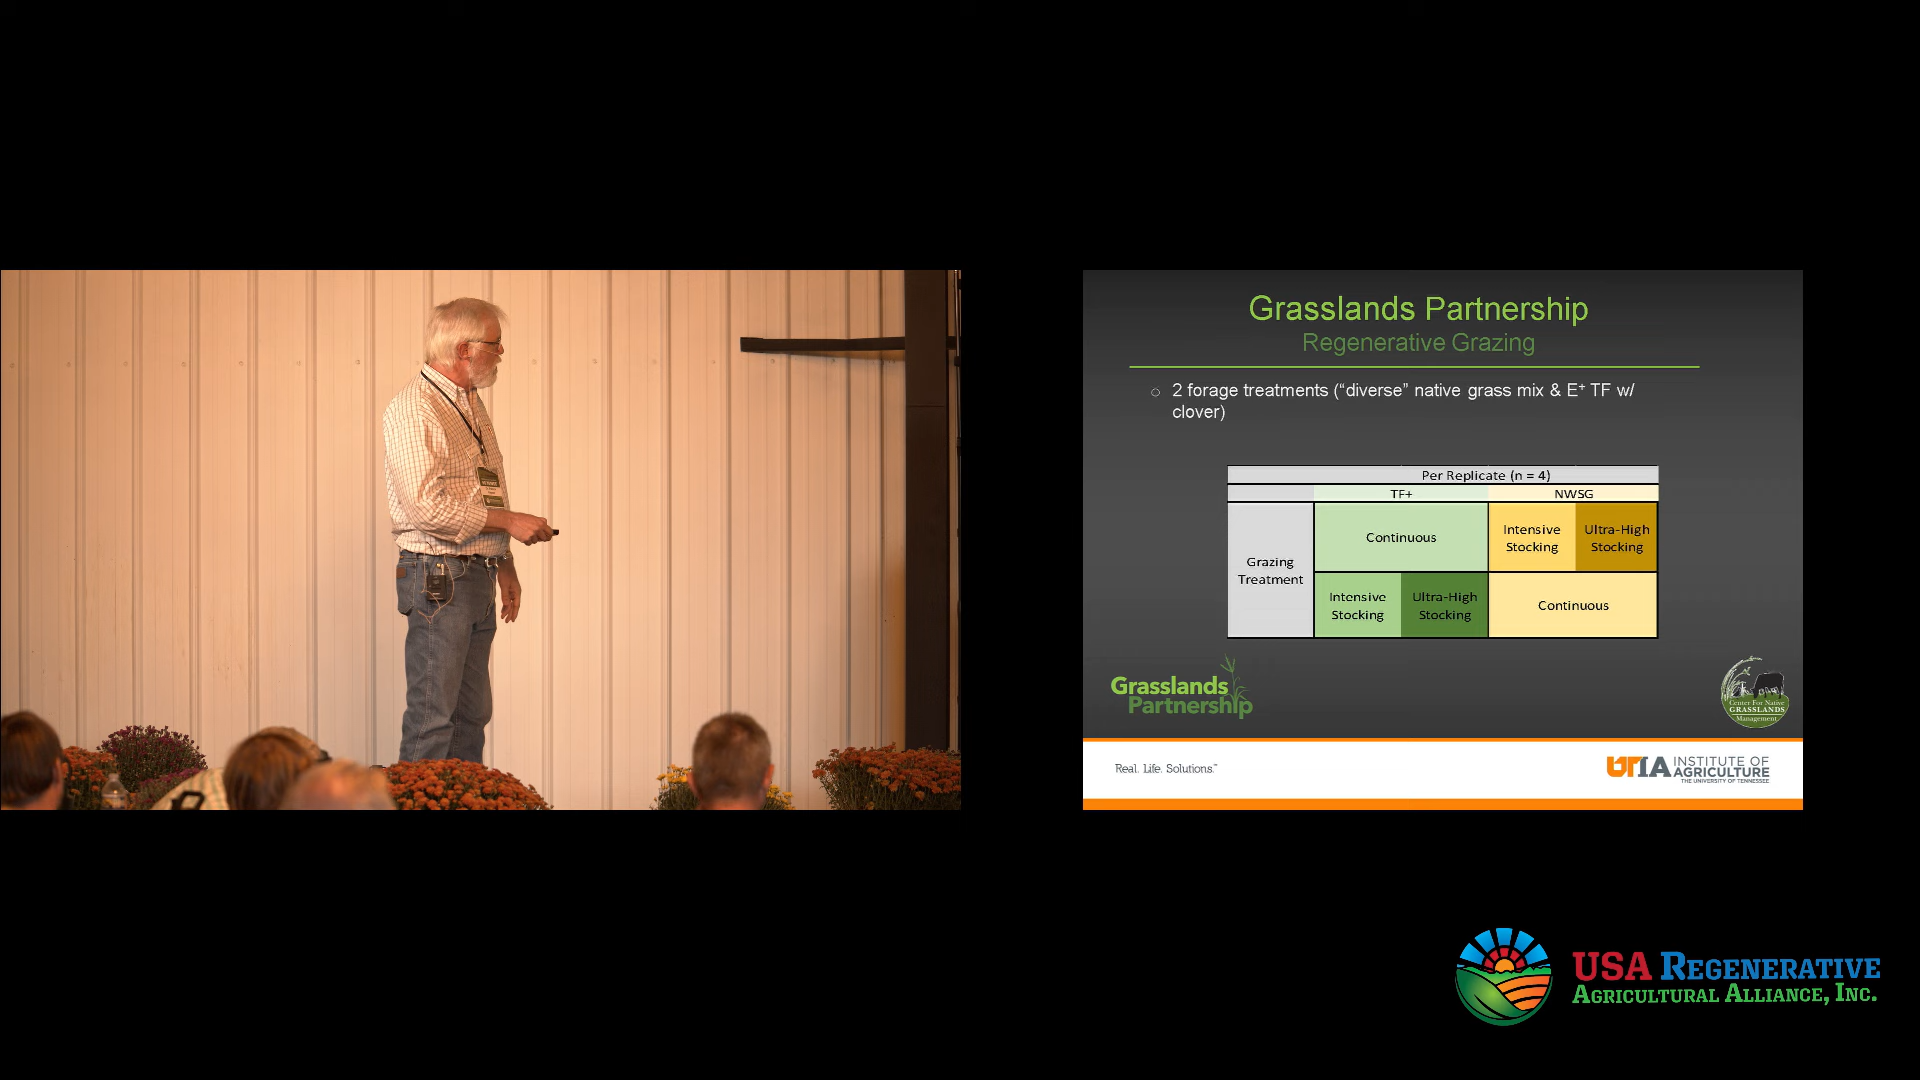 Grasslands Partnership
Regenerative Grazing
○ 2 forage treatments (“diverse” native grass mix & E⁺ TF w/
clover)
Per Replicate (n = 4)
TF+
NWSG
Grazing
Treatment
Continuous
Intensive
Stocking
Ultra-High
Stocking
Intensive
Stocking
Ultra-High
Stocking
Continuous
Grasslands
Partnership
Center For Native
GRASSLANDS
Management
Real. Life. Solutions.™
UTIA INSTITUTE OF
AGRICULTURE
THE UNIVERSITY OF TENNESSEE
USA REGENERATIVE
AGRICULTURAL ALLIANCE, INC.